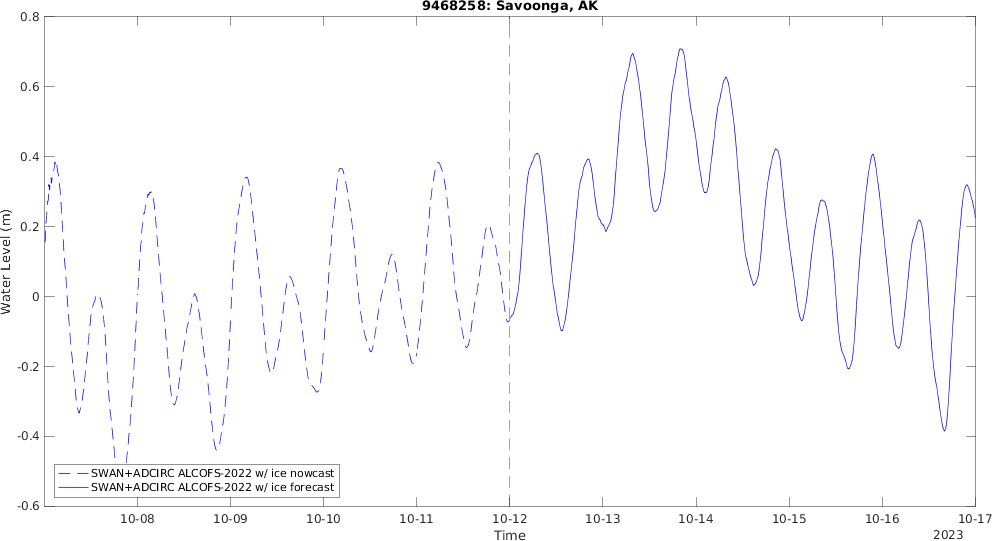 9468258: Savoonga, AK
0.8
0.6
0.4
0.2
0
-0.2
-0.4
-0.6
Water Level (m)
SWAN+ADCIRC ALCOFS-2022 w/ ice nowcast
SWAN+ADCIRC ALCOFS-2022 w/ ice forecast
10-08 10-09 10-10 10-11 10-12 10-13 10-14 10-15 10-16 10-17
Time
2023